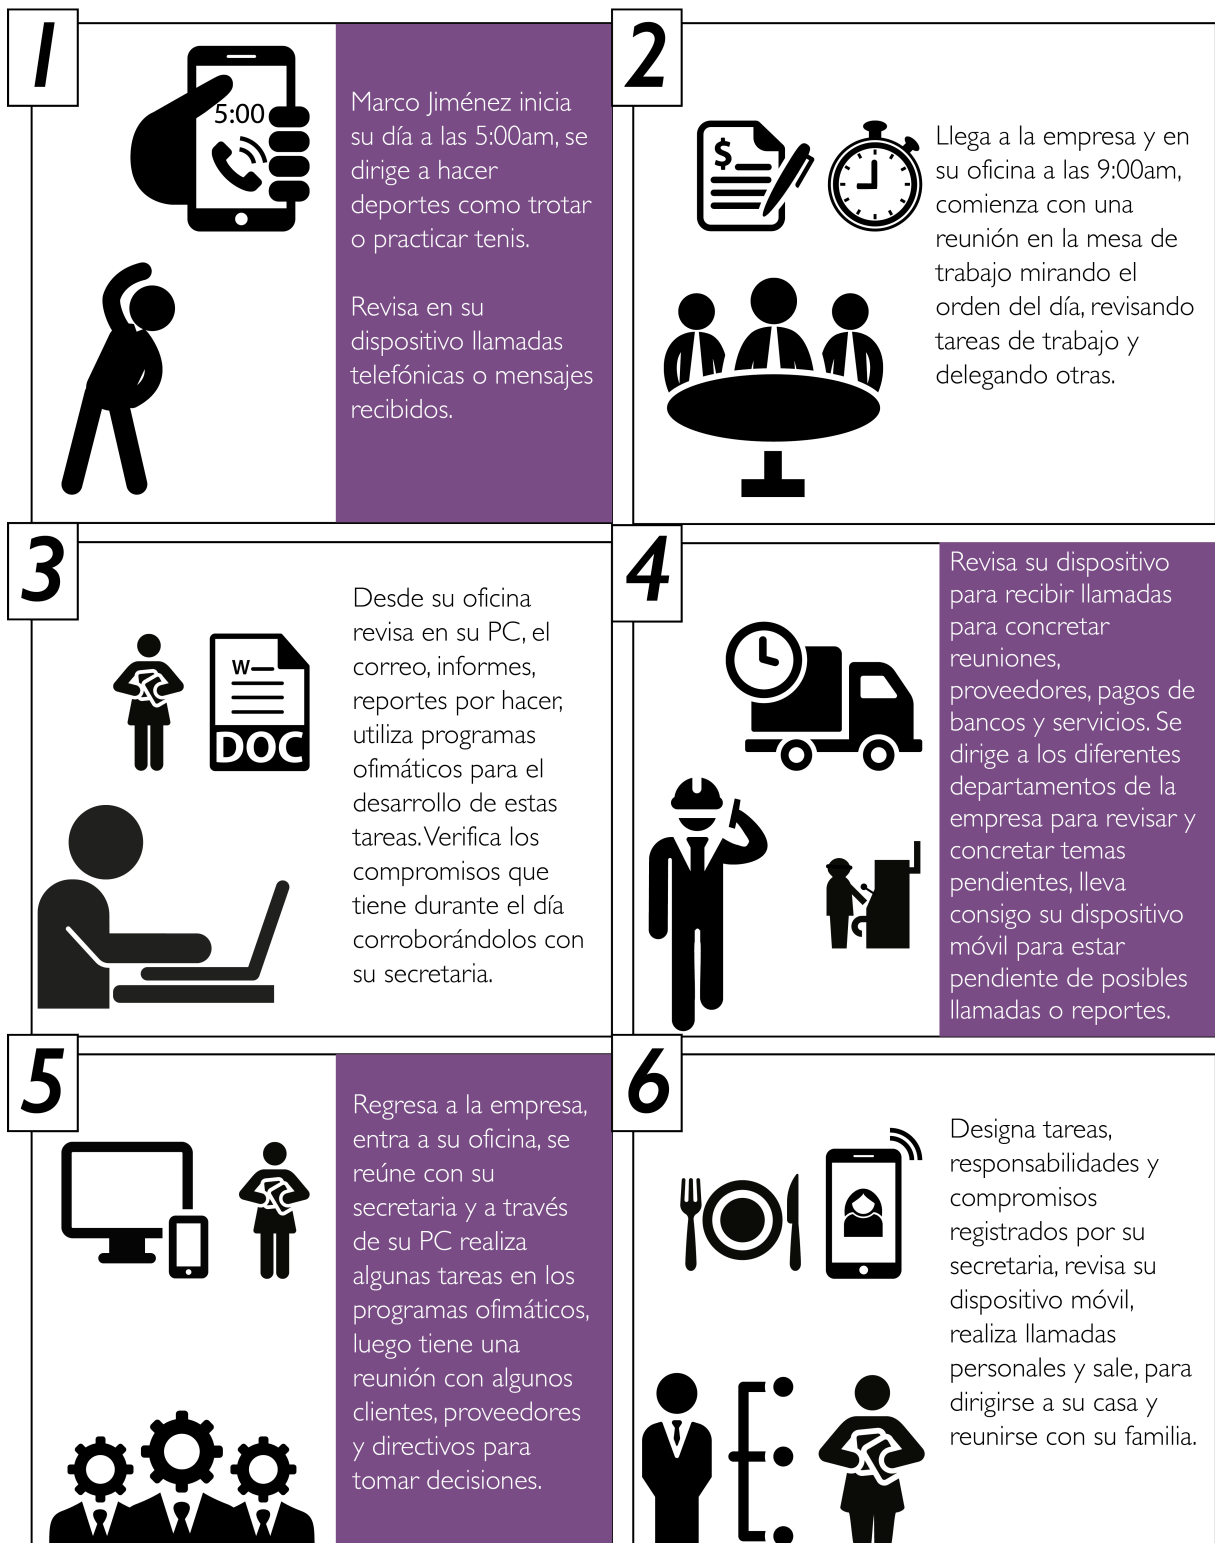 1
5:00
Marco Jiménez inicia
su día a las 5:00am, se
dirige a hacer
deportes como trotar
o practicar tenis.
Revisa en su
dispositivo llamadas
telefónicas o mensajes
recibidos.
2
$
Llega a la empresa y en
su oficina a las 9:00am,
comienza con una
reunión en la mesa de
trabajo mirando el
orden del día, revisando
tareas de trabajo y
delegando otras.
3
W
DOC
Desde su oficina
revisa en su PC, el
correo, informes,
reportes por hacer,
utiliza programas
ofimáticos para el
desarrollo de estas
tareas. Verifica los
compromisos que
tiene durante el día
corroborándolos con
su secretaria.
4
Revisa su dispositivo
para recibir llamadas
para concretar
reuniones,
proveedores, pagos de
bancos y servicios. Se
dirige a los diferentes
departamentos de la
empresa para revisar y
concretar temas
pendientes, lleva
consigo su dispositivo
móvil para estar
pendiente de posibles
llamadas o reportes.
5
Regresa a la empresa,
entra a su oficina, se
reúne con su
secretaria y a través
de su PC realiza
algunas tareas en los
programas ofimáticos,
luego tiene una
reunión con algunos
clientes, proveedores
y directivos para
tomar decisiones.
6
Designa tareas,
responsabilidades y
compromisos
registrados por su
secretaria, revisa su
dispositivo móvil,
realiza llamadas
personales y sale, para
dirigirse a su casa y
reunirse con su familia.